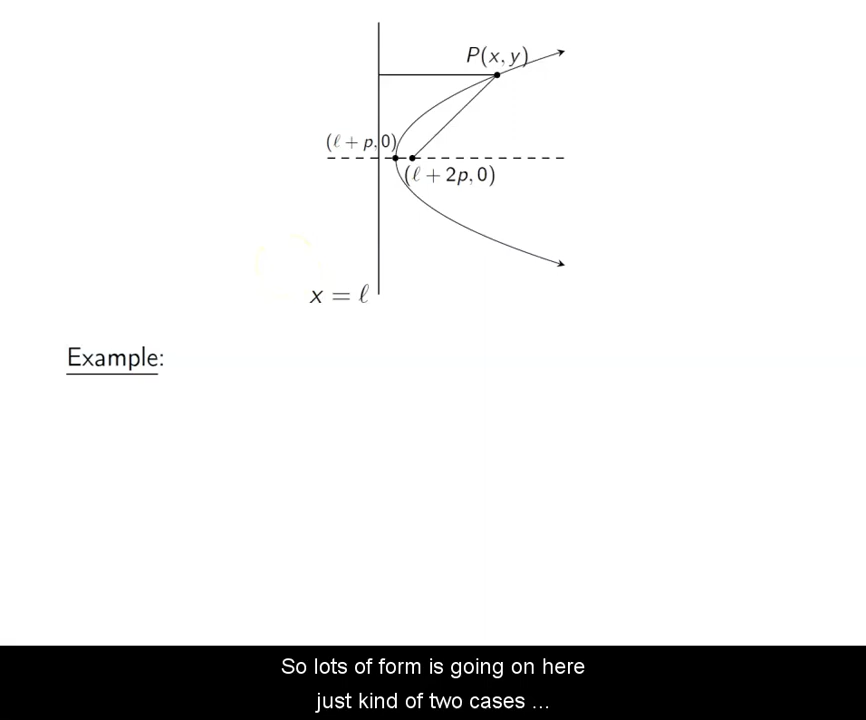 P(x, y)
(ℓ + p, 0)
(ℓ + 2p, 0)
x = ℓ
Example:
So lots of form is going on here
just kind of two cases ...